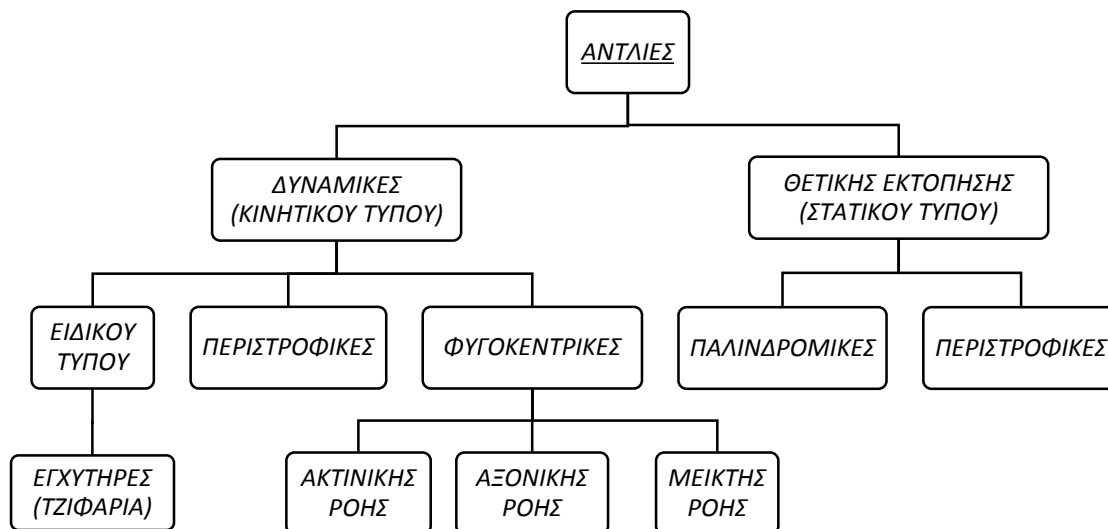 ΑΝΤΛΙΕΣ
ΔΥΝΑΜΙΚΕΣ
(ΚΙΝΗΤΙΚΟΥ ΤΥΠΟΥ)
ΘΕΤΙΚΗΣ ΕΚΤΟΠΗΣΗΣ
(ΣΤΑΤΙΚΟΥ ΤΥΠΟΥ)
ΕΙΔΙΚΟΥ
ΤΥΠΟΥ
ΠΕΡΙΣΤΡΟΦΙΚΕΣ
ΦΥΓΟΚΕΝΤΡΙΚΕΣ
ΠΑΛΙΝΔΡΟΜΙΚΕΣ
ΠΕΡΙΣΤΡΟΦΙΚΕΣ
ΕΓΧΥΤΗΡΕΣ
(ΤΖΙΦΑΡΙΑ)
ΑΚΤΙΝΙΚΗΣ
ΡΟΗΣ
ΑΞΟΝΙΚΗΣ
ΡΟΗΣ
ΜΕΙΚΤΗΣ
ΡΟΗΣ